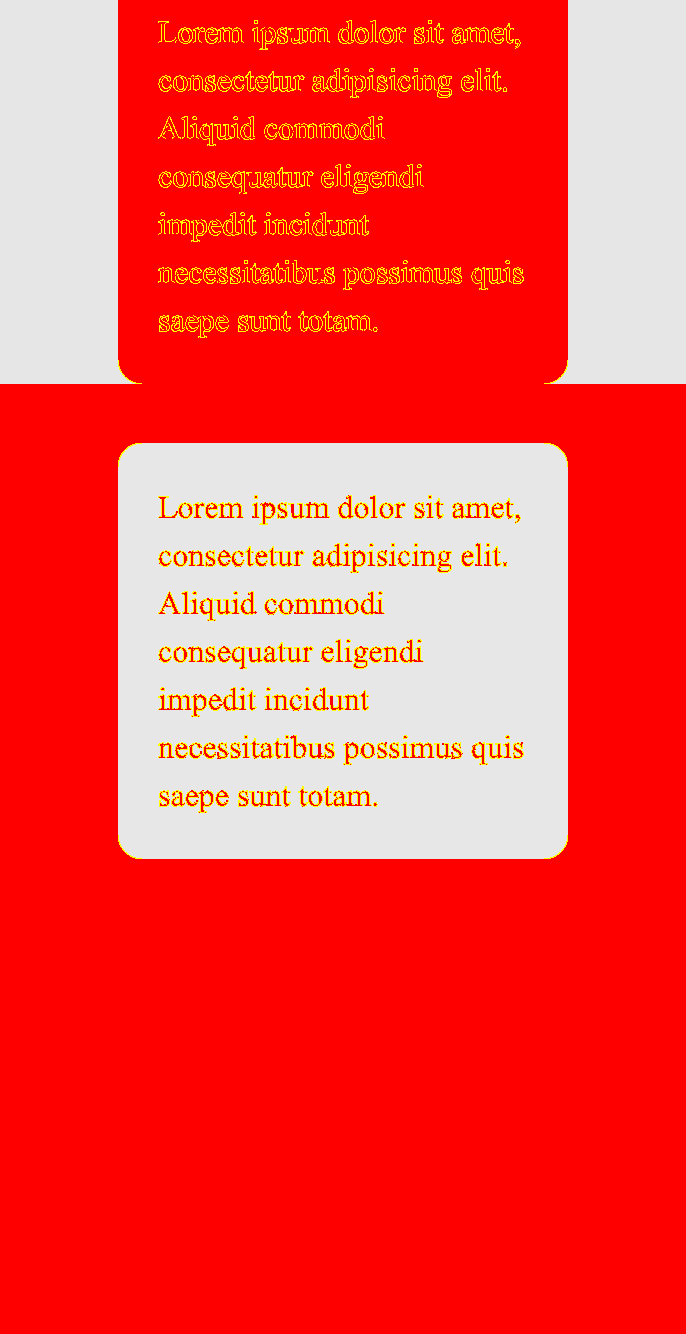 Lorem ipsum dolor sit amet,
consectetur adipisicing elit.
Aliquid commodi
consequatur eligendi
impedit incidunt
necessitatibus possimus quis
saepe sunt totam.
Lorem ipsum dolor sit amet,
consectetur adipisicing elit.
Aliquid commodi
consequatur eligendi
impedit incidunt
necessitatibus possimus quis
saepe sunt totam.